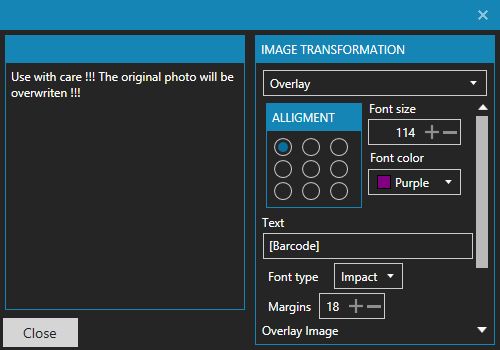 Use with care !!! The original photo will be
overwriten !!!
Close
IMAGE TRANSFORMATION
Overlay
ALLIGMENT
Font size
114
Font color
Purple
Text
[Barcode]
Font type Impact
Margins 18
Overlay Image